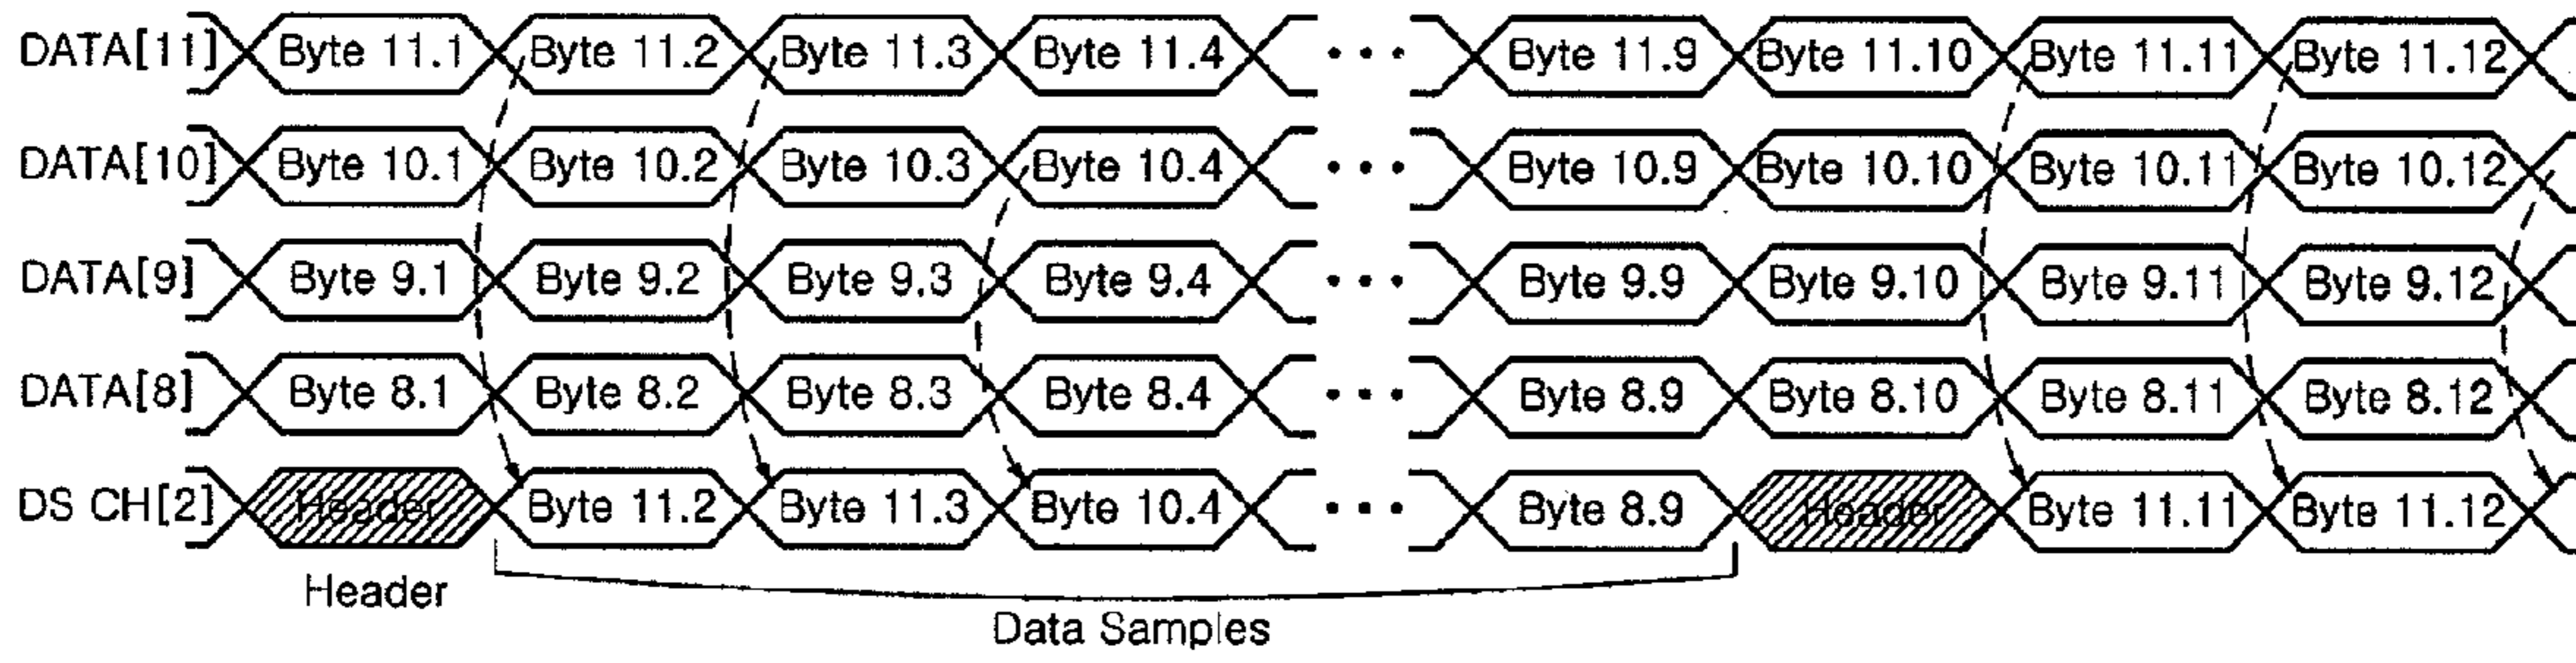 DATA[11] Byte 11.1 Byte 11.2 Byte 11.3 Byte 11.4 ... Byte 11.9 Byte 11.10 Byte 11.11 Byte 11.12
DATA[10] Byte 10.1 Byte 10.2 Byte 10.3 Byte 10.4 ... Byte 10.9 Byte 10.10 Byte 10.11 Byte 10.12
DATA[9] Byte 9.1 Byte 9.2 Byte 9.3 Byte 9.4 ... Byte 9.9 Byte 9.10 Byte 9.11 Byte 9.12
DATA[8] Byte 8.1 Byte 8.2 Byte 8.3 Byte 8.4 ... Byte 8.9 Byte 8.10 Byte 8.11 Byte 8.12
DS CH[2] Header Byte 11.2 Byte 11.3 Byte 10.4 ... Byte 8.9 Header Byte 11.11 Byte 11.12
Header
Data Samples